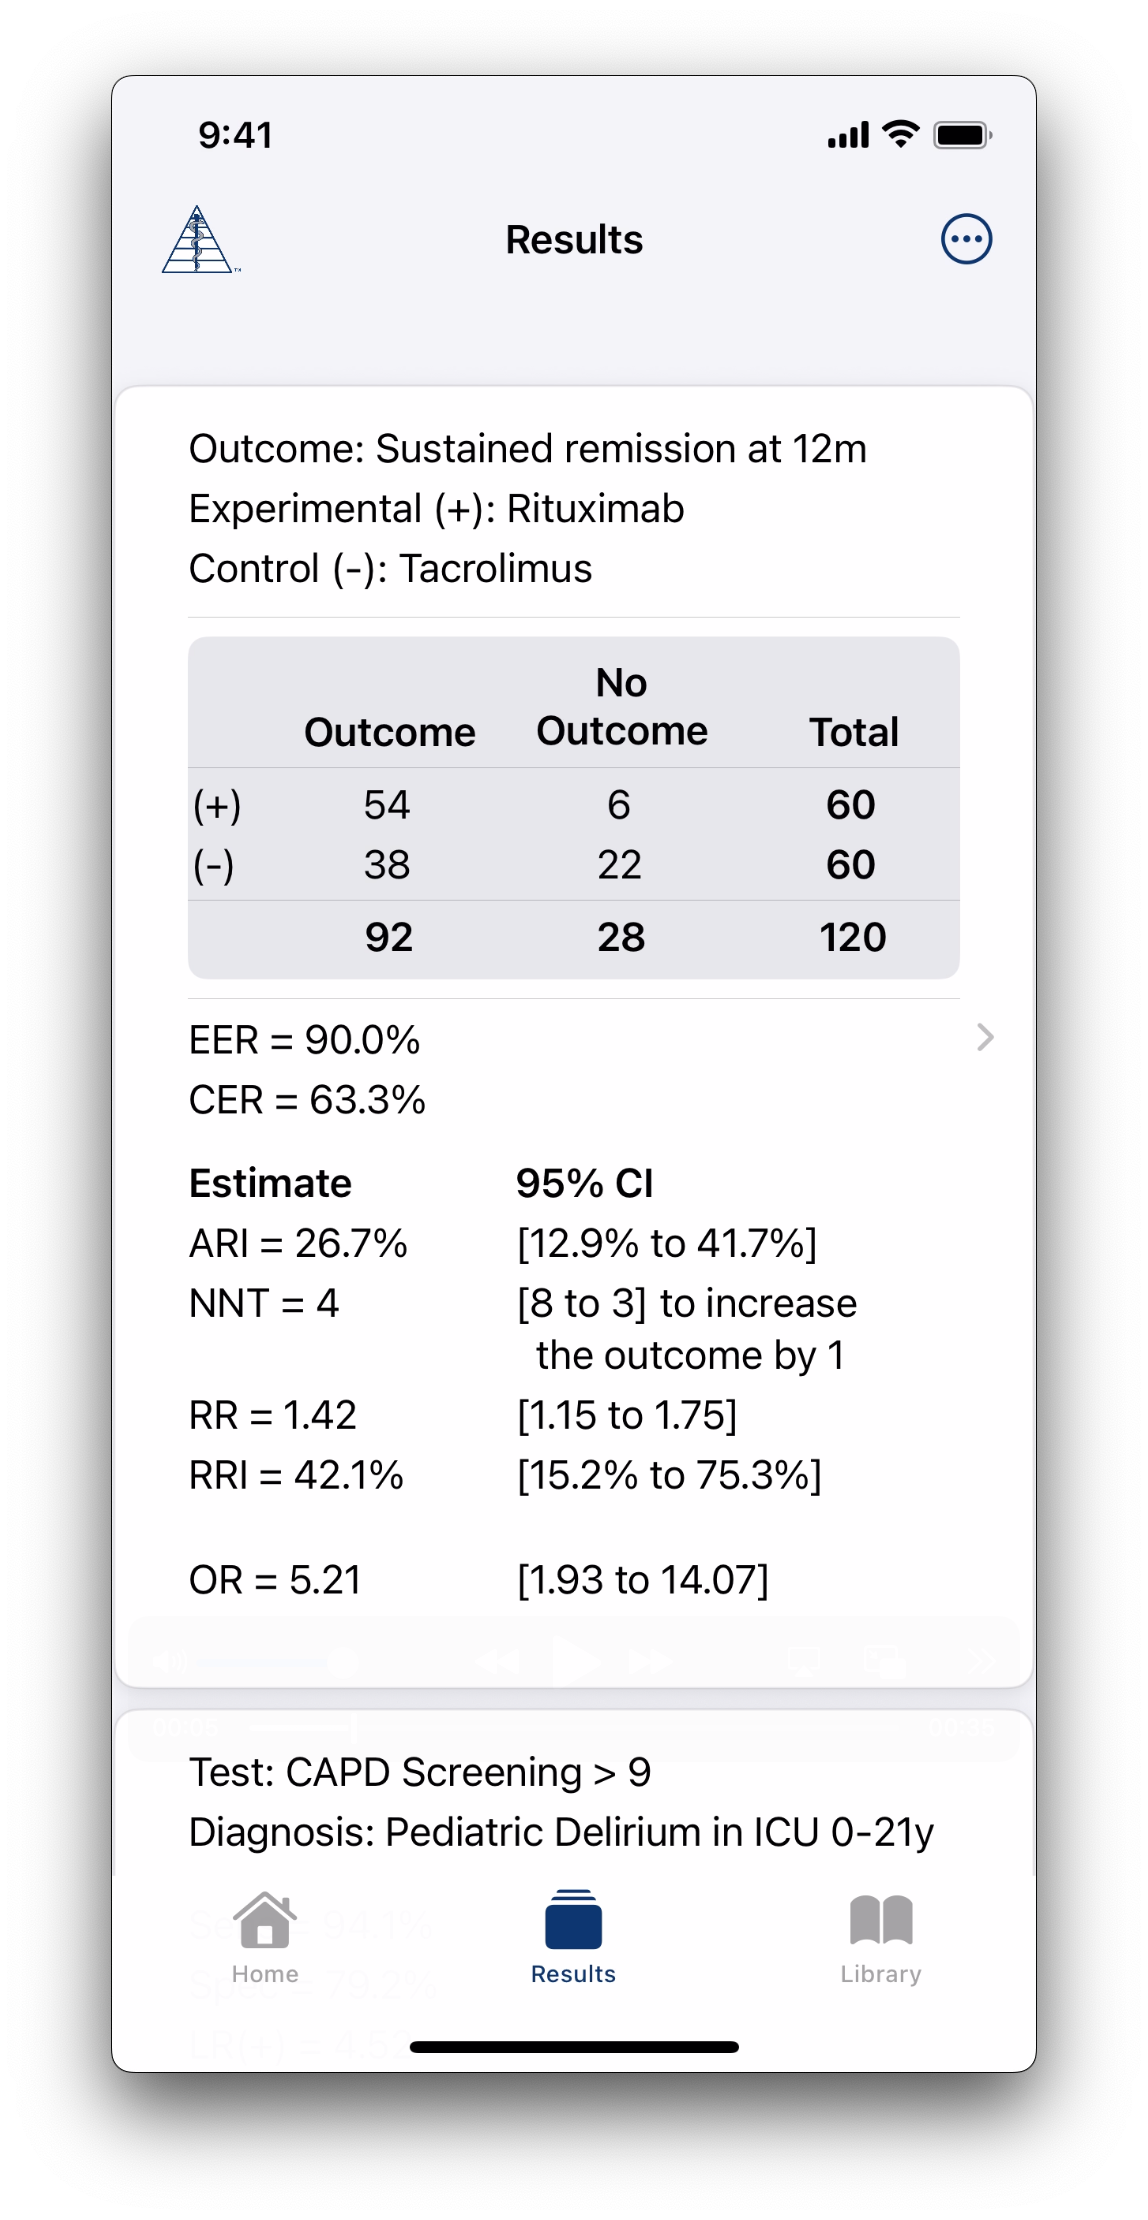 9:41
Results
Outcome: Sustained remission at 12m
Experimental (+): Rituximab
Control (-): Tacrolimus
No
Outcome Outcome Total
(+) 54 6 60
(-) 38 22 60
92 28 120
EER = 90.0%
CER = 63.3%
Estimate 95% CI
ARI = 26.7% [12.9% to 41.7%]
NNT = 4 [8 to 3] to increase
the outcome by 1
RR = 1.42 [1.15 to 1.75]
RRI = 42.1% [15.2% to 75.3%]
OR = 5.21 [1.93 to 14.07]
Test: CAPD Screening > 9
Diagnosis: Pediatric Delirium in ICU 0-21y
Home Results Library